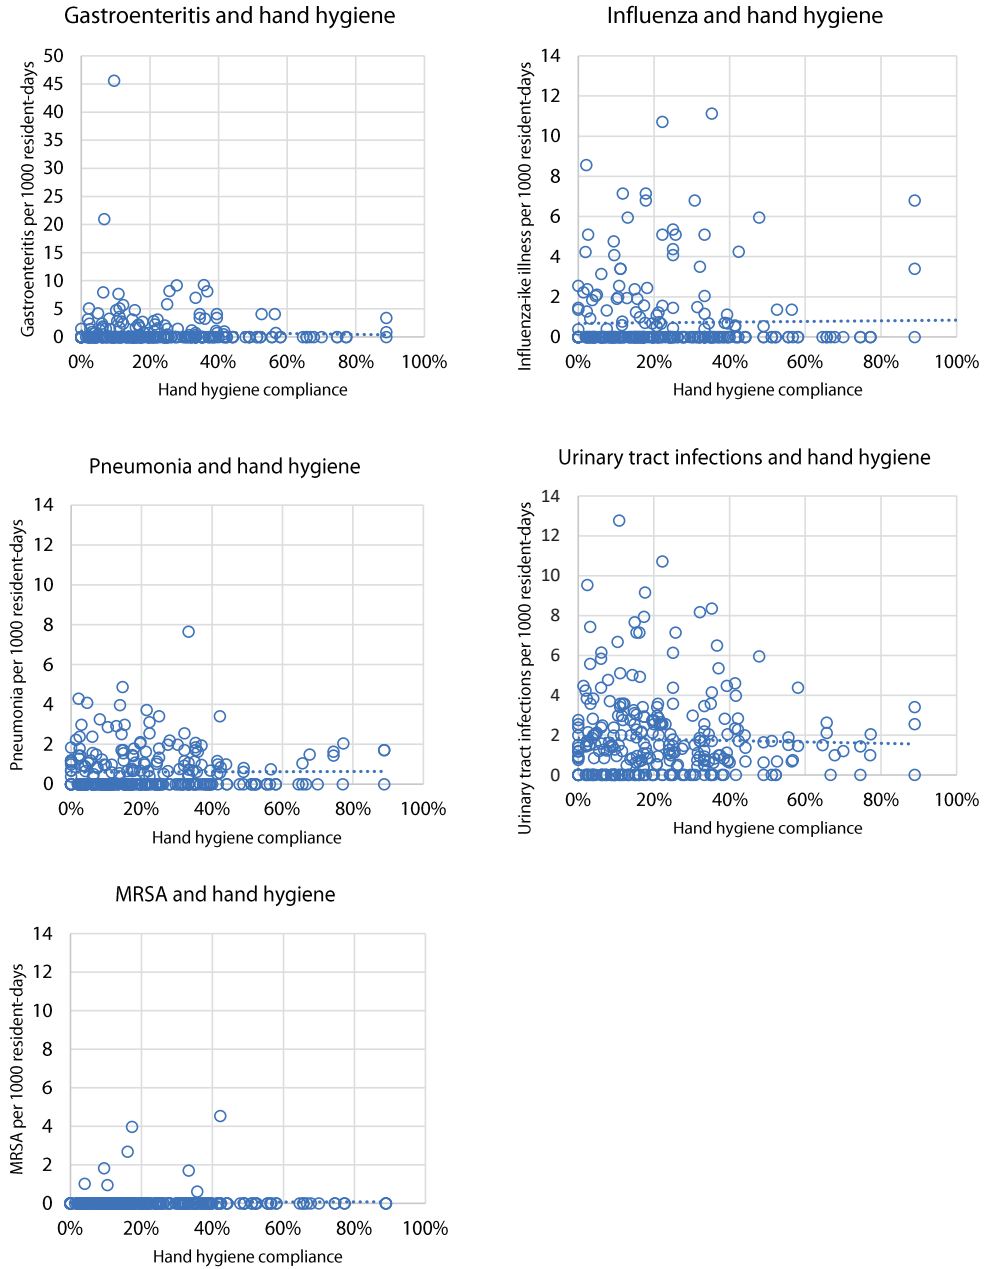 Gastroenteritis and hand hygiene
Gastroenteritis per 1000 resident-days
50
45
40
35
30
25
20
15
10
5
0
0% 20% 40% 60% 80% 100%
Hand hygiene compliance
Influenza and hand hygiene
Influenza-ike illness per 1000 resident-days
14
12
10
8
6
4
2
0
0% 20% 40% 60% 80% 100%
Hand hygiene compliance
Pneumonia and hand hygiene
Pneumonia per 1000 resident-days
14
12
10
8
6
4
2
0
0% 20% 40% 60% 80% 100%
Hand hygiene compliance
Urinary tract infections and hand hygiene
Urinary tract infections per 1000 resident-days
14
12
10
8
6
4
2
0
0% 20% 40% 60% 80% 100%
Hand hygiene compliance
MRSA and hand hygiene
MRSA per 1000 resident-days
14
12
10
8
6
4
2
0
0% 20% 40% 60% 80% 100%
Hand hygiene compliance